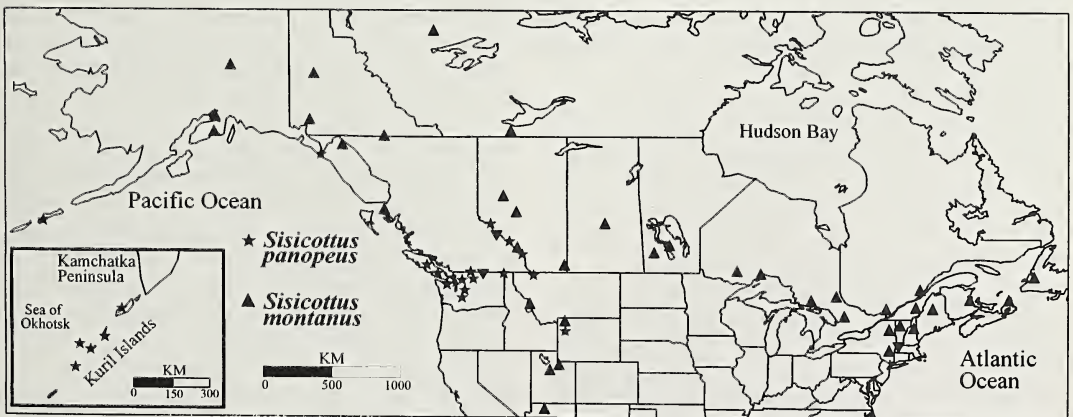 Hudson Bay
Pacific Ocean
Sisicottus
panopeus
Kamchatka
Peninsula
Sea of
Okhotsk
Kuril Islands
KM
0 150 300
Sisicottus
montanus
KM
0 500 1000
Atlantic
Ocean